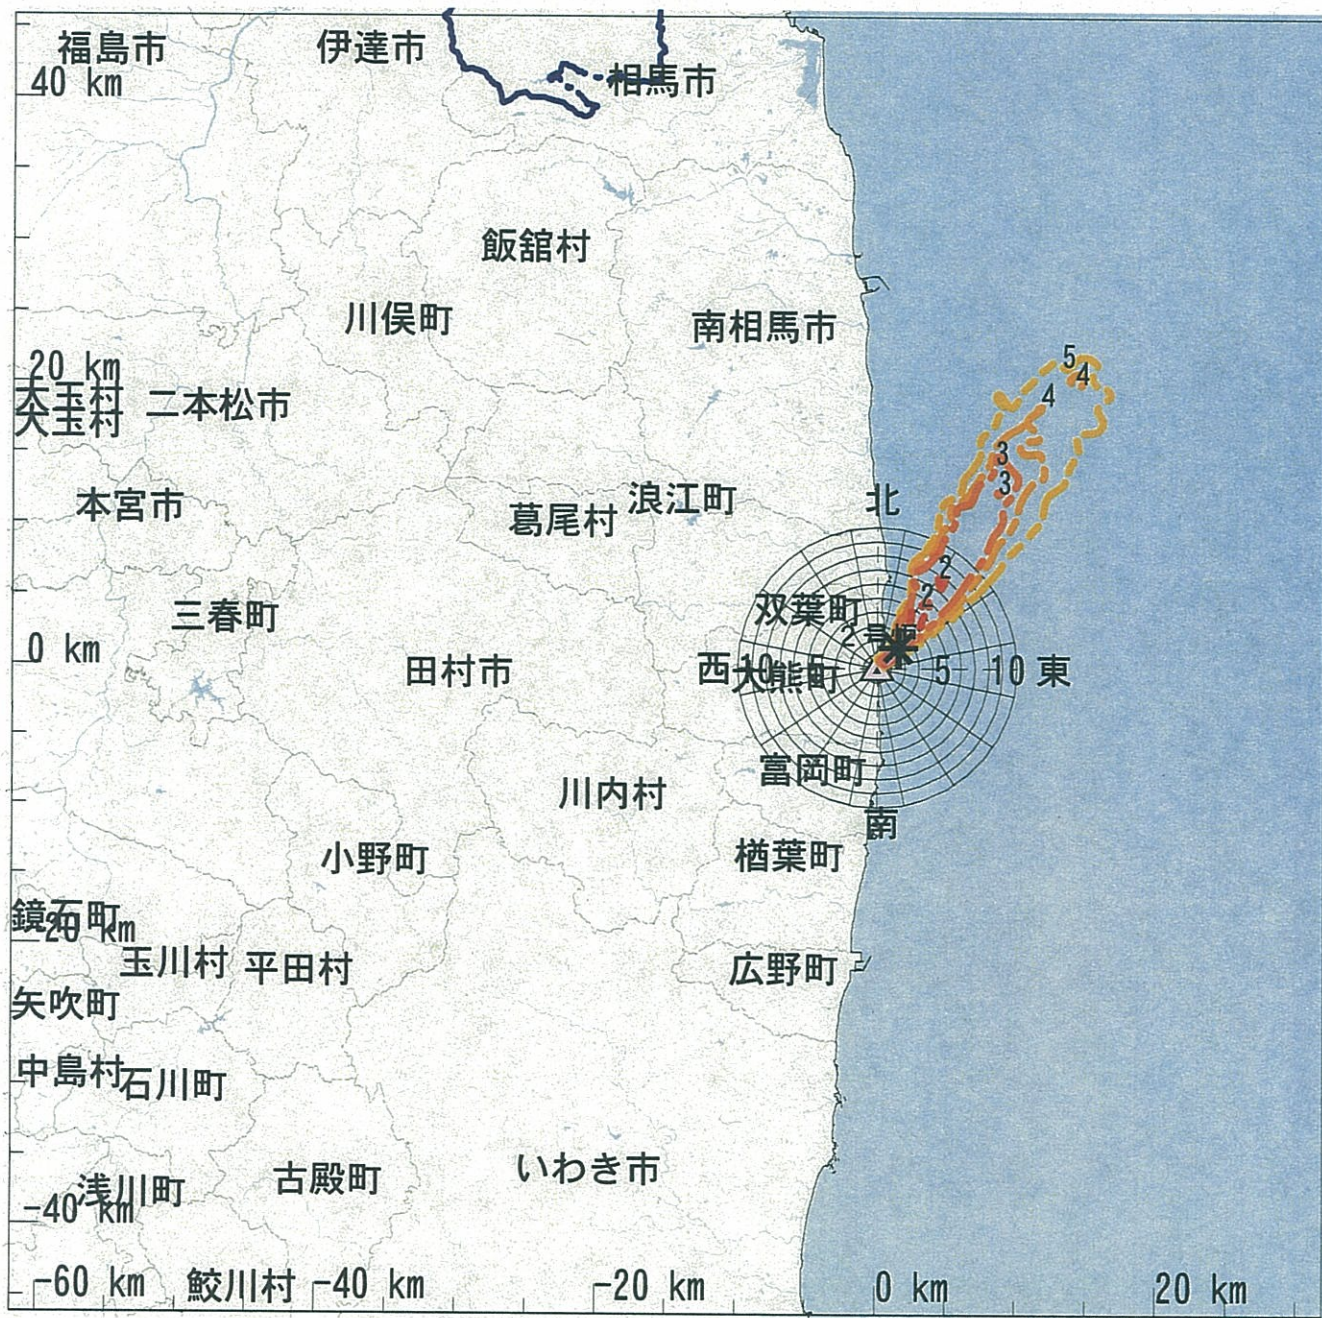 福島市
伊達市
相馬市
40 km
飯舘村
川俣町
南相馬市
5
4
4
20 km
大玉村
二本松市
大玉村
3
3
本宮市
葛尾村
浪江町
北
2
2
三春町
双葉町
2
0 km
田村市
西
10
大熊町
5
10
東
富岡町
川内村
南
小野町
楢葉町
鏡石町
-20 km
玉川村
平田村
広野町
矢吹町
中島村
石川町
いわき市
浅川町
古殿町
-40 km
-60 km
鮫川村
-40 km
-20 km
0 km
20 km